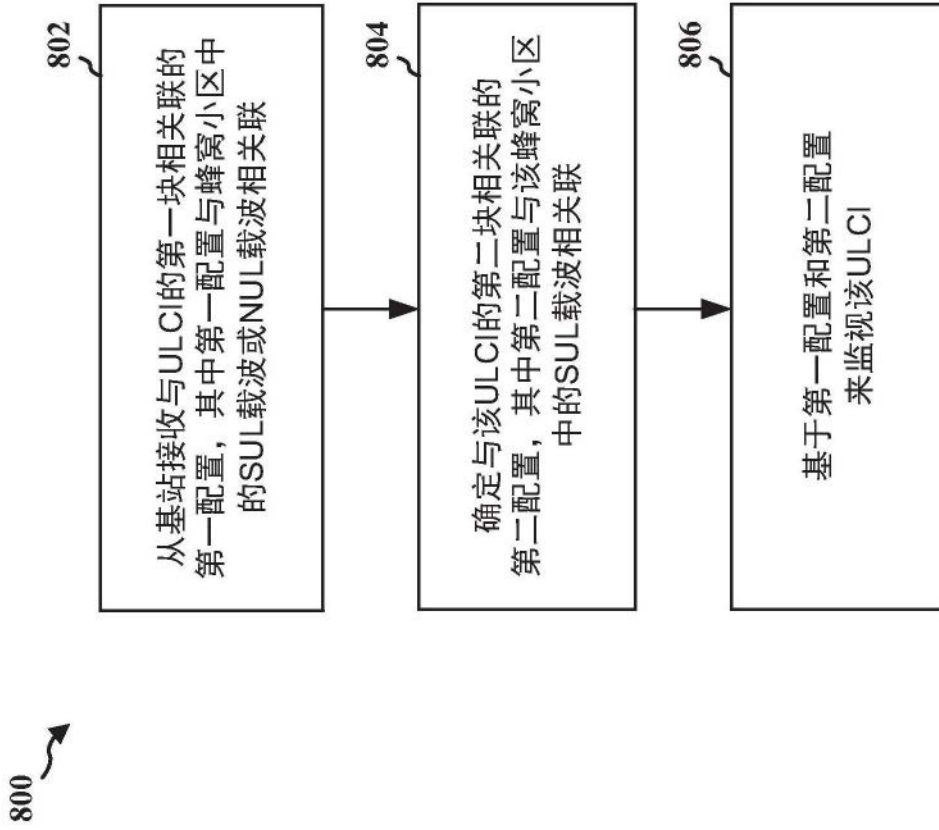 800
802
从基站接收与ULCI的第一块相关联的
第一配置，其中第一配置与蜂窝小区中
的SUL载波或NUL载波相关联
804
确定与该ULCI的第二块相关联的
第二配置，其中第二配置与该蜂窝小区
中的SUL载波相关联
806
基于第一配置和第二配置
来监视该ULCI